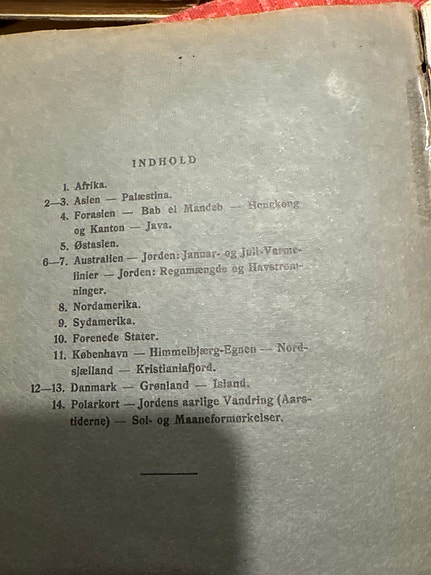 INDHOLD
1. Afrika.
2—3. Asien — Palæstina.
4. Forasien — Bab el Mandeb — Hongkong
og Kanton — Java.
5. Østasien.
6—7. Australien — Jorden: Januar- og Juli-Varme-
linier — Jorden: Regnmængde og Havstrøm-
ninger.
8. Nordamerika.
9. Sydamerika.
10. Forenede Stater.
11. København — Himmelbjærg-Egnen — Nord-
sjælland — Kristianiafjord.
12—13. Danmark — Grønland — Island.
14. Polarkort — Jordens aarlige Vandring (Aars-
tiderne) — Sol- og Maaneformørkelser.